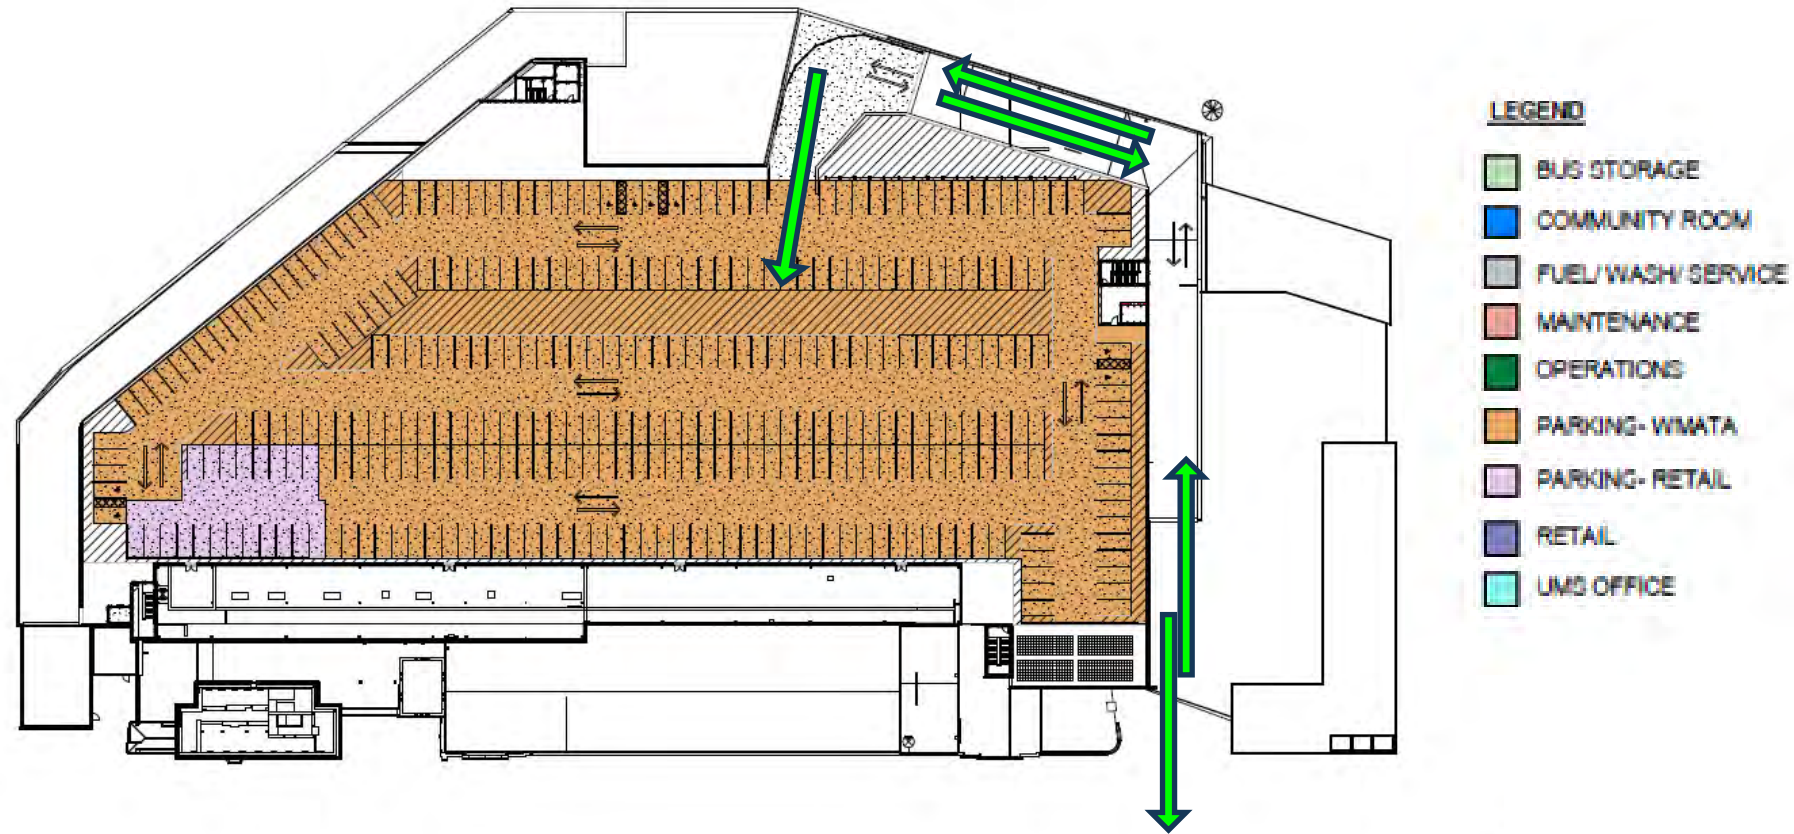 LEGEND
BUS STORAGE
COMMUNITY ROOM
FUEL/ WASH/ SERVICE
MAINTENANCE
OPERATIONS
PARKING- WMATA
PARKING- RETAIL
RETAIL
UMS OFFICE